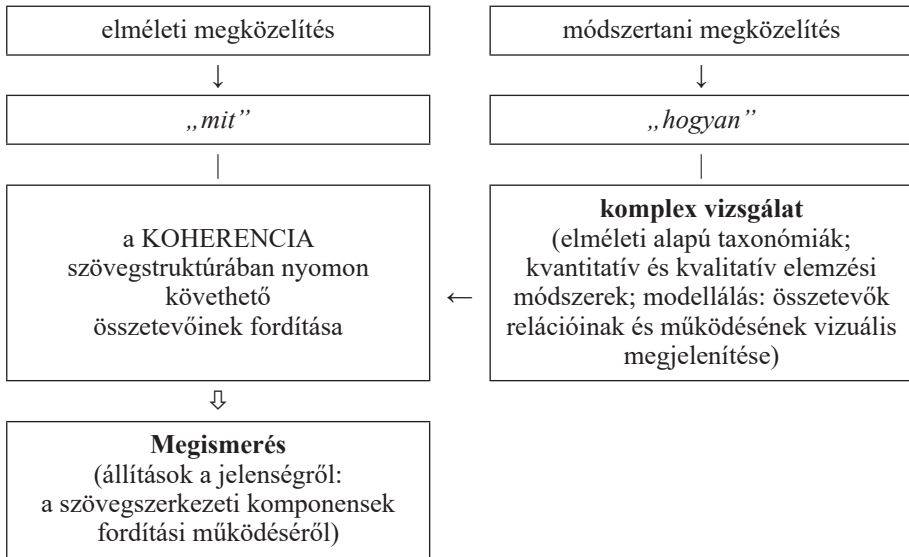 elméleti megközelítés
módszertani megközelítés
↓
↓
„mit”
„hogyan”
|
|
a KOHERENCIA
szövegstruktúrában nyomon
követhető
összetevőinek fordítása
←
komplex vizsgálat
(elméleti alapú taxonómiák;
kvantitatív és kvalitatív elemzési
módszerek; modellálás: összetevők
relációinak és működésének vizuális
megjelenítése)
⇩
Megismerés
(állítások a jelenségről:
a szövegszerkezeti komponensek
fordítási működéséről)